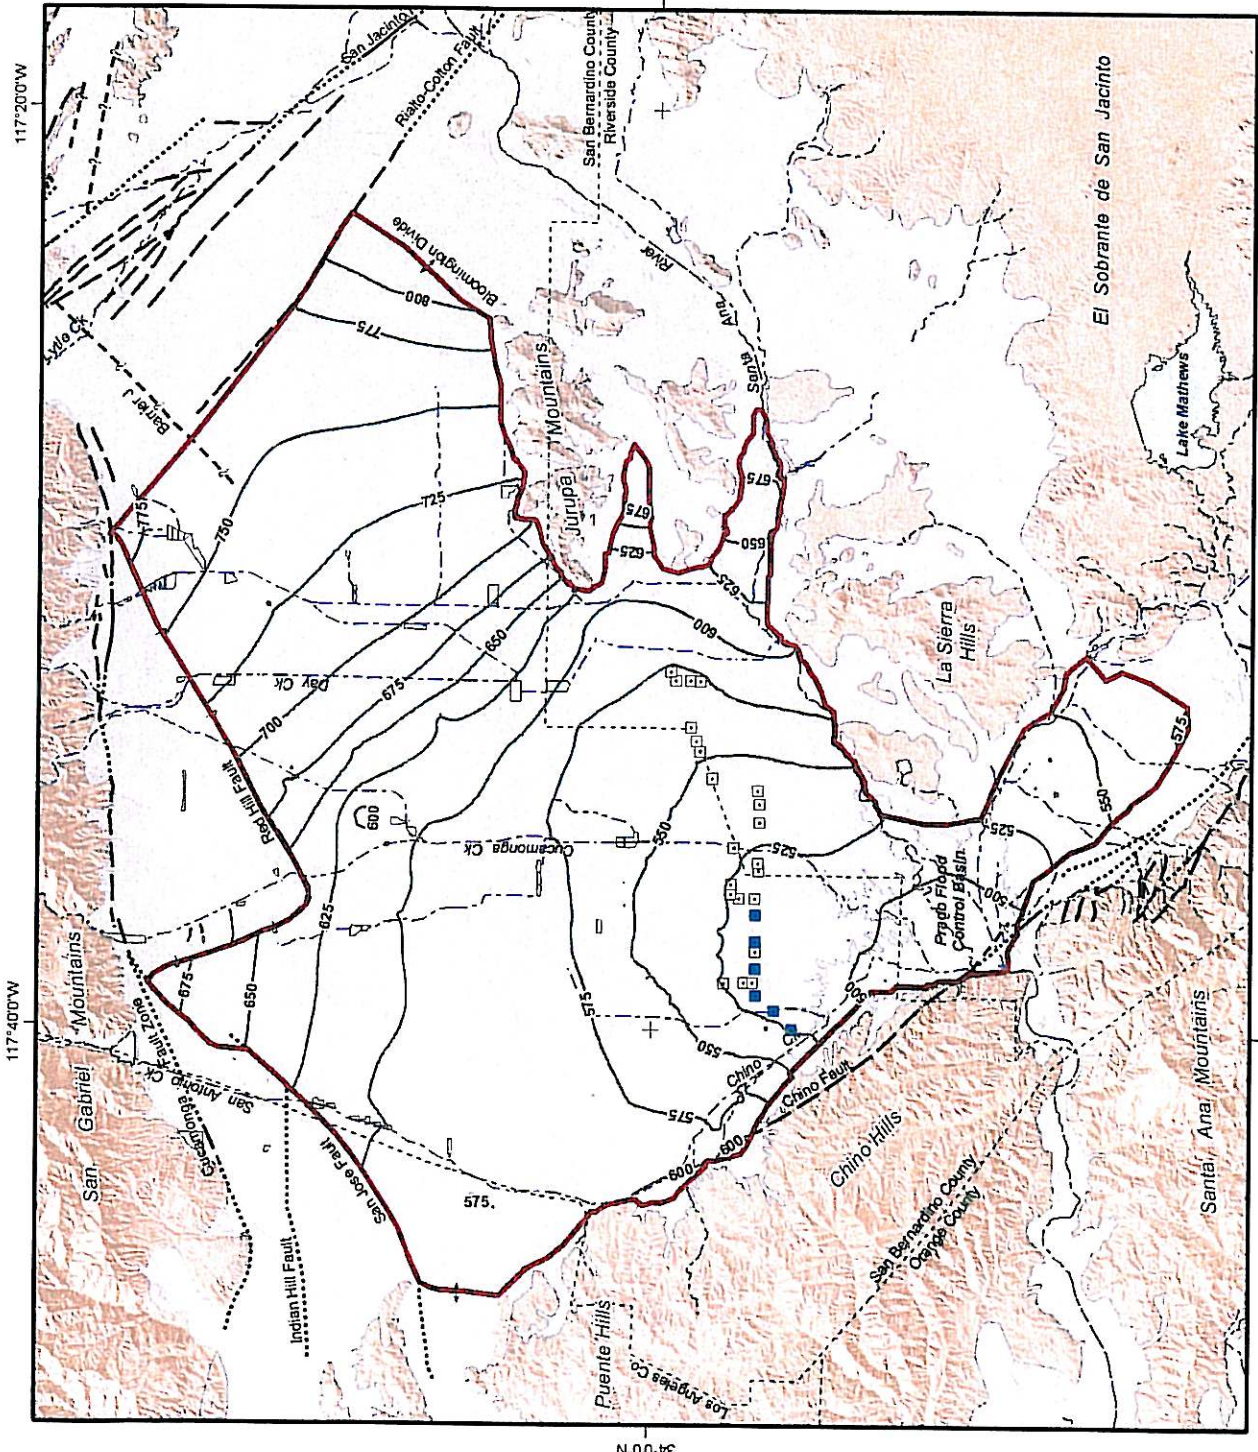 117°20'0"W
117°40'0"W
34°0'0"N
San Jacinto
Rialto-Colton Fault
San Bernardino County
Riverside County
El Sobrante de San Jacinto
Lytle Ck
Barrier J
Bloomington Divide
800
775
775
750
725
Jurupa Mountains
Santa Ana River
Lake Mathews
675
675
625
650
625
600
650
675
700
Day Ck
Red Hill Fault
La Sierra
Hills
600
625
Cucamonga Ck
550
525
575
550
525
500
Prado Flood
Control Basin
San Gabriel Mountains
Cucamonga Fault Zone
San Antonio Ck
675
650
575
550
500
575
Chino Ck
Chino Fault
600
600
575
San Jose Fault
Indian Hill Fault
Chino Hills
Santa Ana Mountains
San Bernardino County
Orange County
Puente Hills
Los Angeles Co